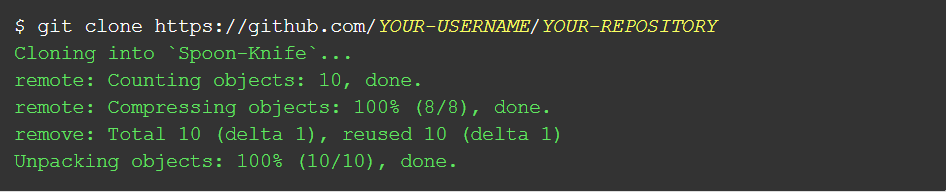 $ git clone https://github.com/YOUR-USERNAME/YOUR-REPOSITORY
Cloning into `Spoon-Knife`...
remote: Counting objects: 10, done.
remote: Compressing objects: 100% (8/8), done.
remove: Total 10 (delta 1), reused 10 (delta 1)
Unpacking objects: 100% (10/10), done.